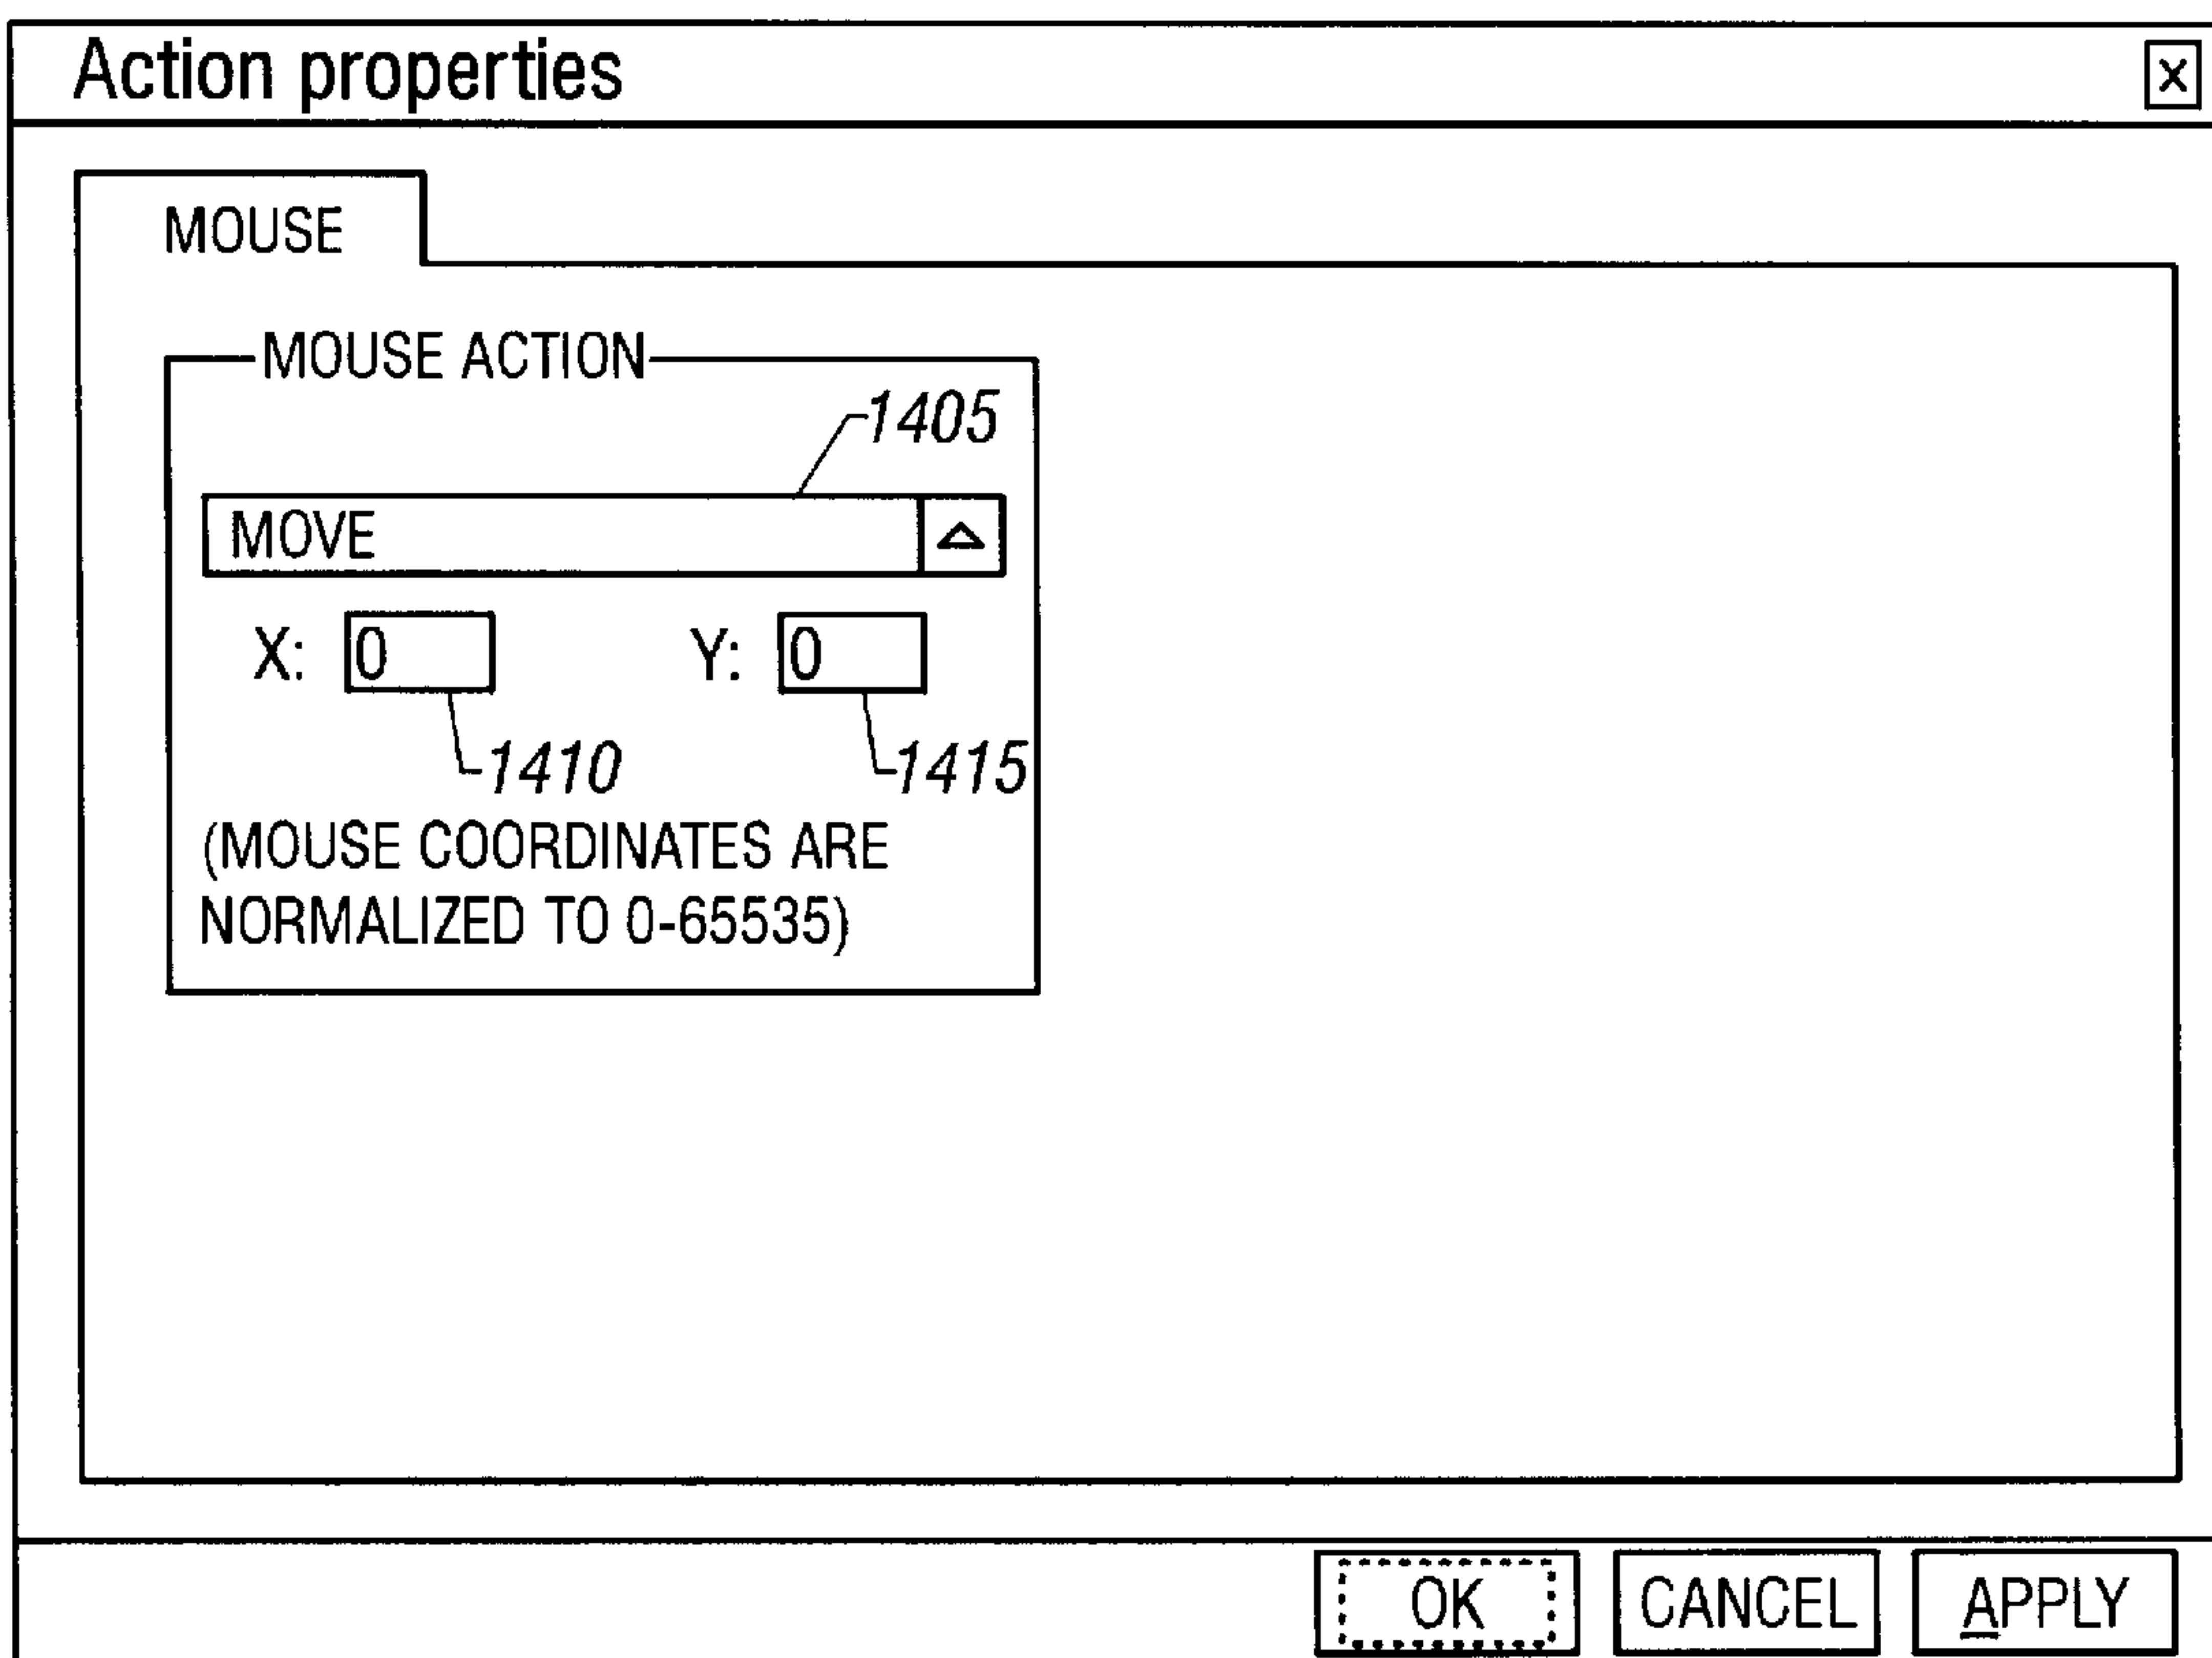 Action properties
X
MOUSE
MOUSE ACTION
1405
MOVE
X: 0 Y: 0
1410 1415
(MOUSE COORDINATES ARE
NORMALIZED TO 0-65535)
OK CANCEL APPLY